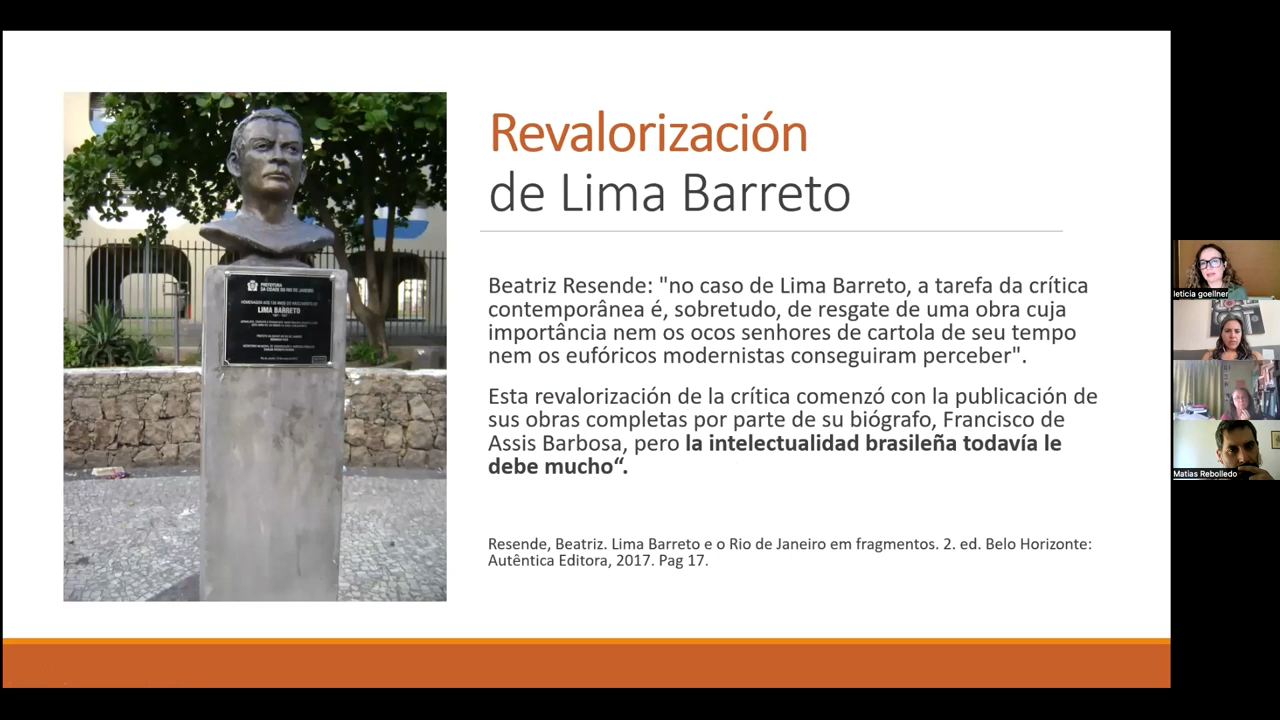 Revalorización
de Lima Barreto
Beatriz Resende: "no caso de Lima Barreto, a tarefa da crítica
contemporânea é, sobretudo, de resgate de uma obra cuja
importância nem os ocos senhores de cartola de seu tempo
nem os eufóricos modernistas conseguiram perceber".
Esta revalorización de la crítica comenzó con la publicación de
sus obras completas por parte de su biógrafo, Francisco de
Assis Barbosa, pero la intelectualidad brasileña todavía le
debe mucho“.
Resende, Beatriz. Lima Barreto e o Rio de Janeiro em fragmentos. 2. ed. Belo Horizonte:
Autêntica Editora, 2017. Pag 17.
PREFEITURA
DA CIDADE DO RIO DE JANEIRO
LIMA BARRETO
leticia goellner
Matias Rebolledo